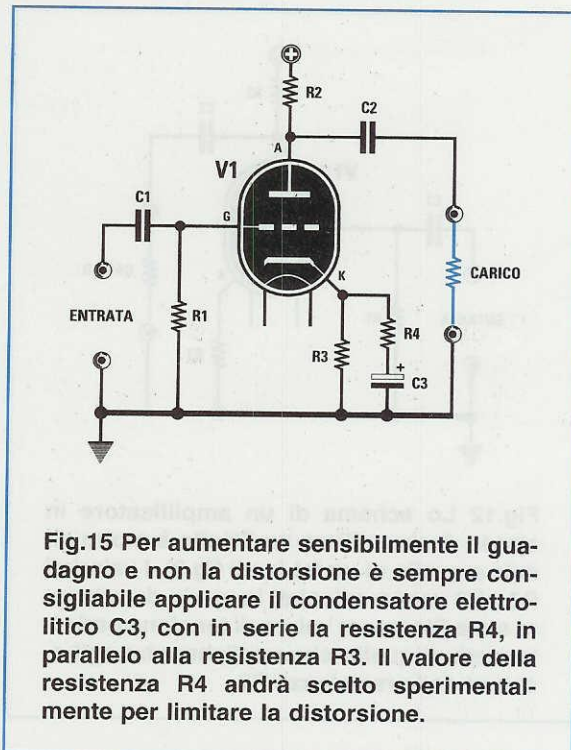 R2
C2
A
V1
C1
G
K
CARICO
ENTRATA
R1
R4
R3
+
C3
Fig.15 Per aumentare sensibilmente il gua-
dagno e non la distorsione è sempre con-
sigliabile applicare il condensatore elettro-
litico C3, con in serie la resistenza R4, in
parallelo alla resistenza R3. Il valore della
resistenza R4 andrà scelto sperimental-
mente per limitare la distorsione.